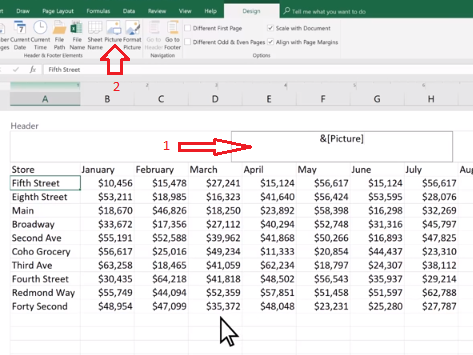 rt Draw Page Layout Formulas Data Review View Design Tell me what you want to do
ber Current Current File File Sheet Picture Format Go to Go to
ges Date Time Path Name Name Picture Header Footer
Header & Footer Elements Navigation Options
Different First Page Scale with Document
Different Odd & Even Pages Align with Page Margins
2
fx Fifth Street
A B C D E F G H
Header
1 &[Picture]
Store January February March April May June July Aug
Fifth Street $10,456 $15,478 $27,241 $15,124 $56,617 $15,124 $56,617
Eighth Street $53,211 $18,985 $16,323 $41,640 $56,424 $53,595 $28,076
Main $18,670 $46,826 $18,250 $23,892 $58,398 $16,298 $32,269
Broadway $33,672 $17,356 $27,112 $40,294 $52,748 $31,316 $45,797
Second Ave $55,191 $52,588 $39,962 $41,868 $50,266 $16,893 $47,825
Coho Grocery $56,617 $25,016 $49,234 $11,333 $20,854 $44,437 $23,310
Third Ave $63,258 $18,465 $41,059 $62,234 $18,797 $24,307 $38,112
Fourth Street $30,435 $64,218 $41,818 $48,502 $56,543 $35,937 $29,214
Redmond Way $55,749 $44,094 $52,359 $57,851 $51,458 $51,597 $62,788
Forty Second $48,954 $47,099 $35,372 $48,048 $23,231 $25,280 $27,787